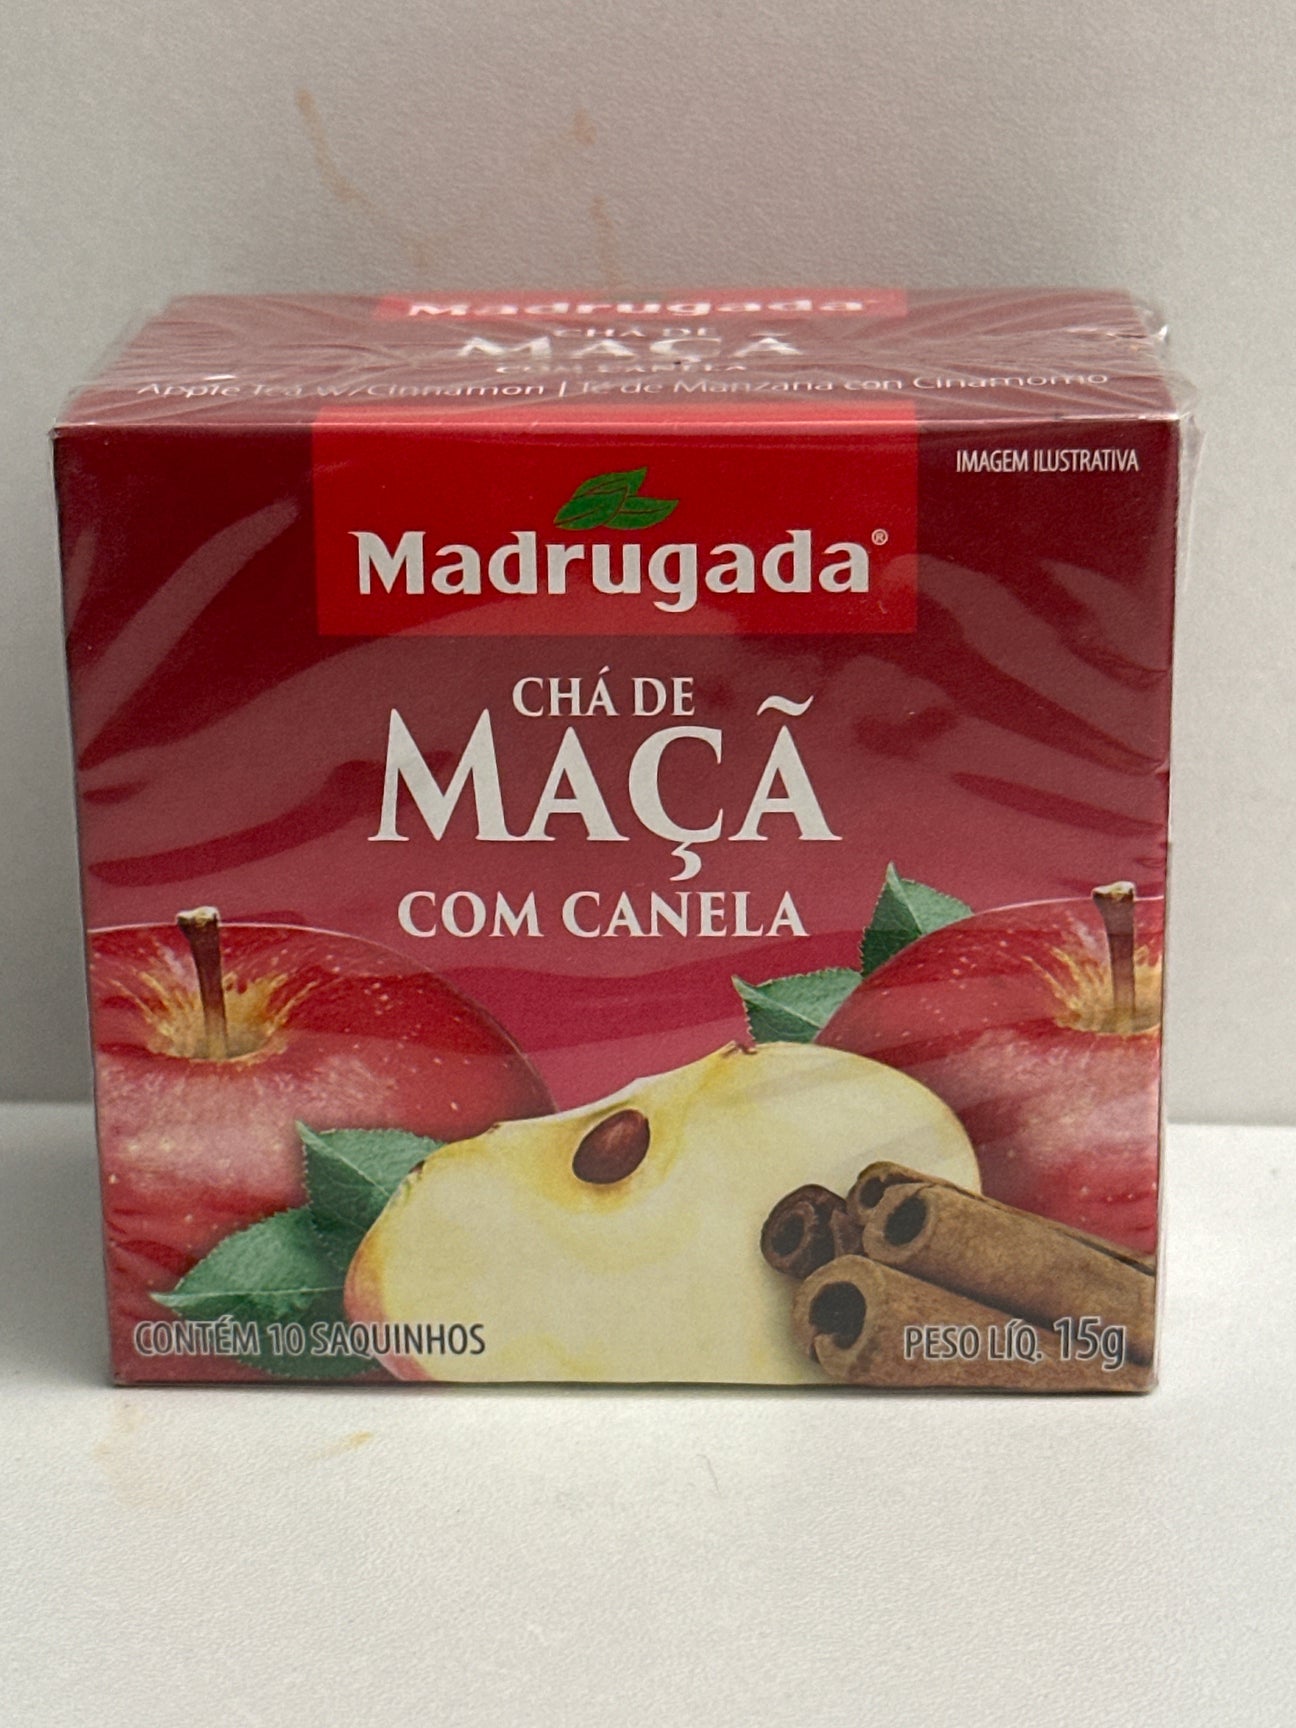 Madrugada
CHÁ DE
MAÇÃ
COM CANELA
Apple Tea w/Cinnamon | Té de Manzana con Cinamomo
IMAGEM ILUSTRATIVA
Madrugada®
CHÁ DE
MAÇÃ
COM CANELA
CONTÉM 10 SAQUINHOS
PESO LÍQ. 15g